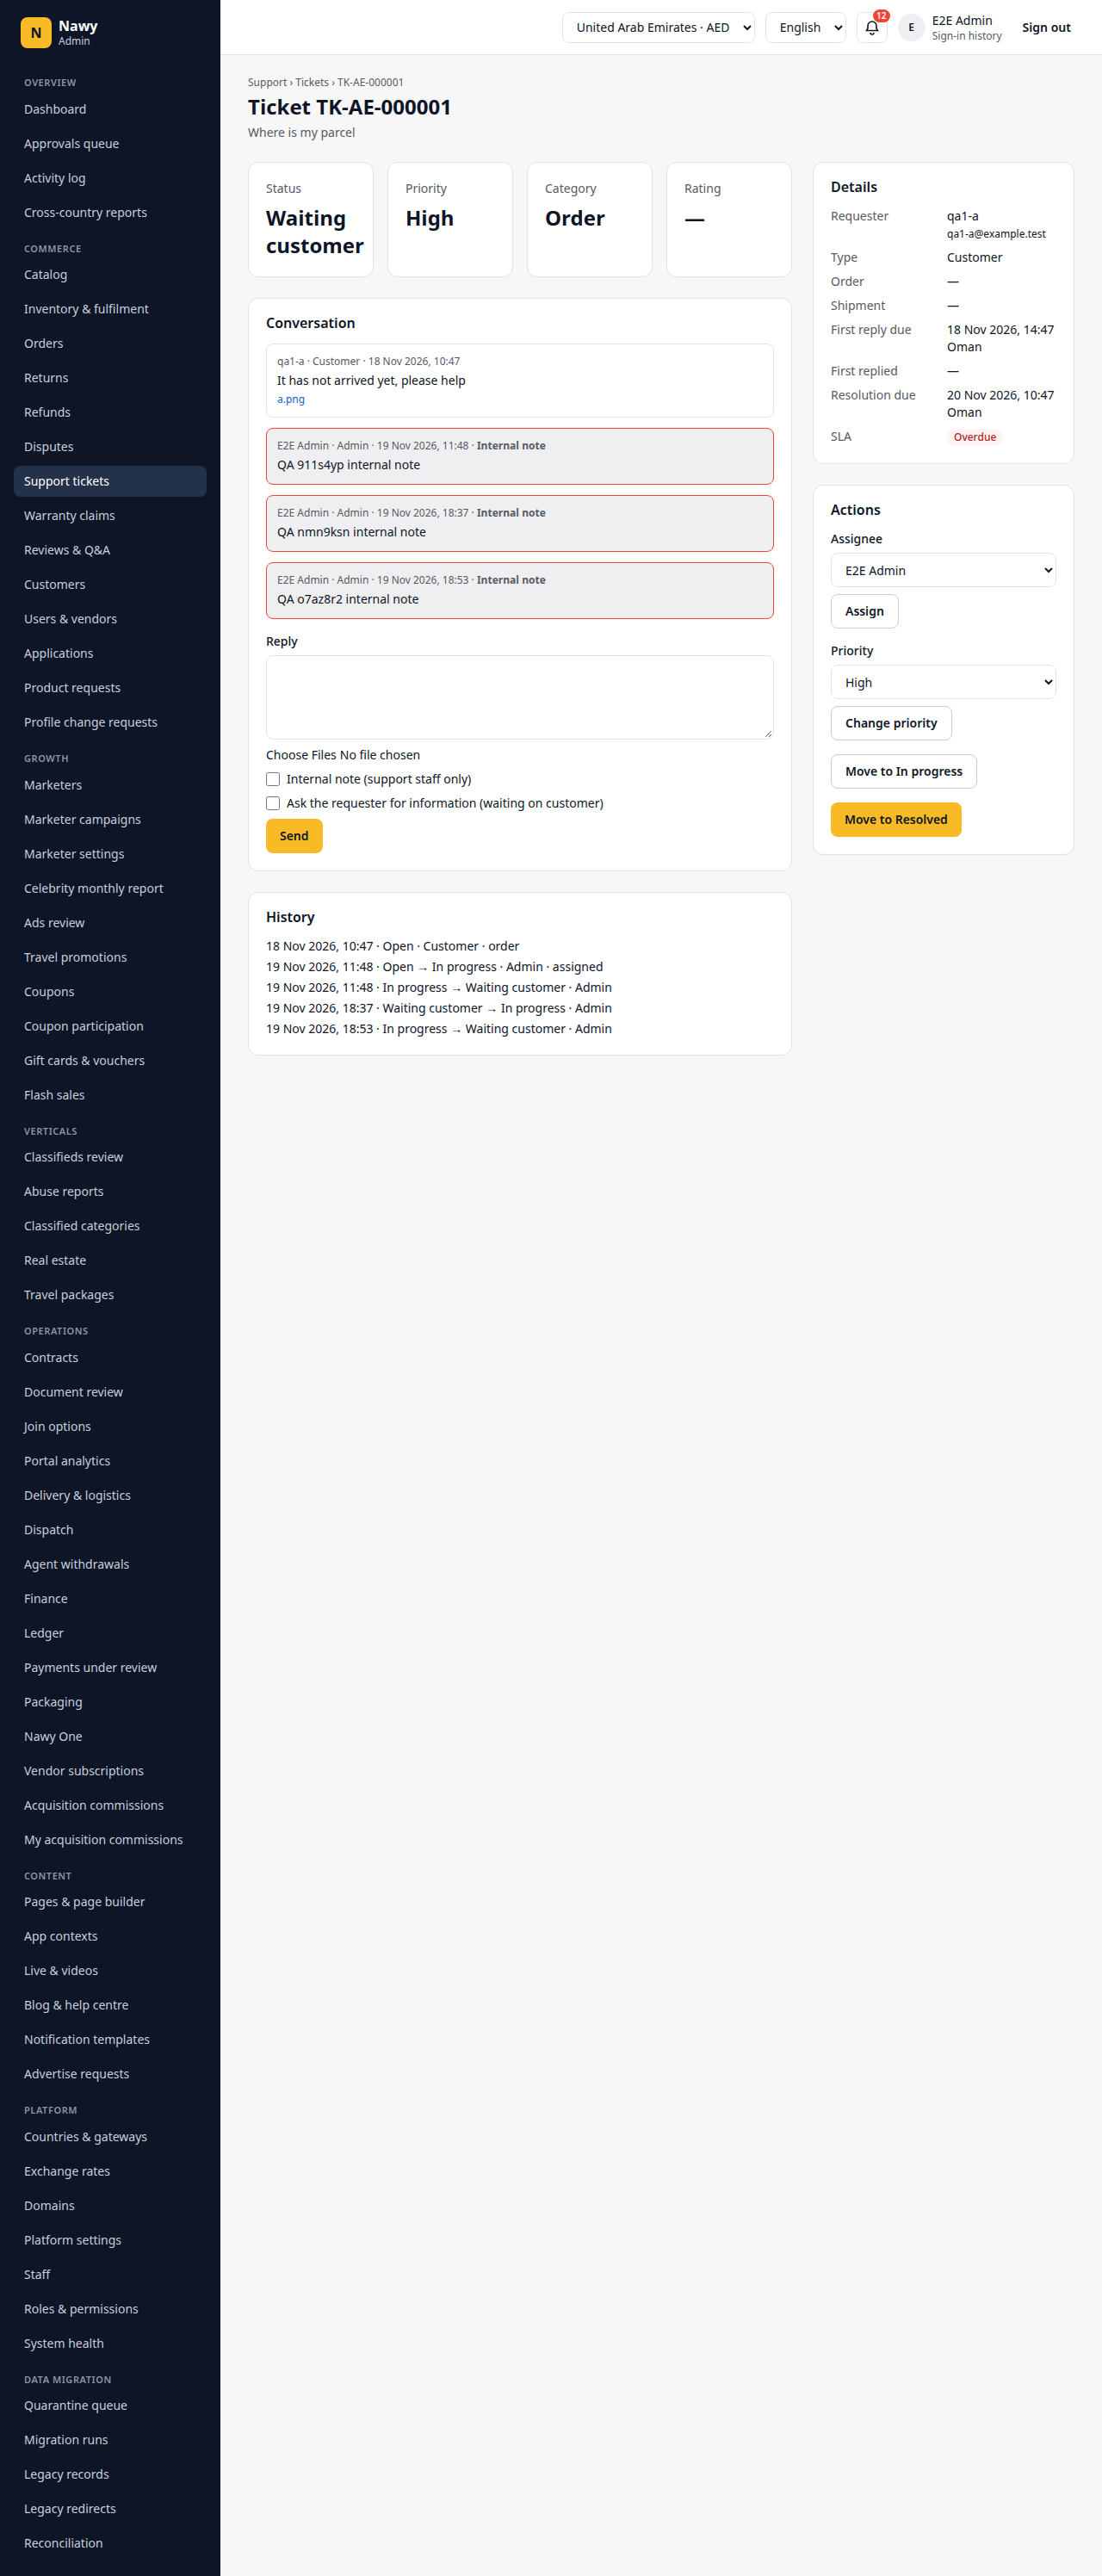 N
Nawy
Admin
OVERVIEW
Dashboard
Approvals queue
Activity log
Cross-country reports
COMMERCE
Catalog
Inventory & fulfilment
Orders
Returns
Refunds
Disputes
Support tickets
Warranty claims
Reviews & Q&A
Customers
Users & vendors
Applications
Product requests
Profile change requests
GROWTH
Marketers
Marketer campaigns
Marketer settings
Celebrity monthly report
Ads review
Travel promotions
Coupons
Coupon participation
Gift cards & vouchers
Flash sales
VERTICALS
Classifieds review
Abuse reports
Classified categories
Real estate
Travel packages
OPERATIONS
Contracts
Document review
Join options
Portal analytics
Delivery & logistics
Dispatch
Agent withdrawals
Finance
Ledger
Payments under review
Packaging
Nawy One
Vendor subscriptions
Acquisition commissions
My acquisition commissions
CONTENT
Pages & page builder
App contexts
Live & videos
Blog & help centre
Notification templates
Advertise requests
PLATFORM
Countries & gateways
Exchange rates
Domains
Platform settings
Staff
Roles & permissions
System health
DATA MIGRATION
Quarantine queue
Migration runs
Legacy records
Legacy redirects
Reconciliation
United Arab Emirates · AED
English
12
E
E2E Admin
Sign-in history
Sign out
Support › Tickets › TK-AE-000001
Ticket TK-AE-000001
Where is my parcel
Status
Waiting
customer
Priority
High
Category
Order
Rating
—
Conversation
qa1-a · Customer · 18 Nov 2026, 10:47
It has not arrived yet, please help
a.png
E2E Admin · Admin · 19 Nov 2026, 11:48 · Internal note
QA 911s4yp internal note
E2E Admin · Admin · 19 Nov 2026, 18:37 · Internal note
QA nmn9ksn internal note
E2E Admin · Admin · 19 Nov 2026, 18:53 · Internal note
QA o7az8r2 internal note
Reply
Choose Files No file chosen
Internal note (support staff only)
Ask the requester for information (waiting on customer)
Send
History
18 Nov 2026, 10:47 · Open · Customer · order
19 Nov 2026, 11:48 · Open → In progress · Admin · assigned
19 Nov 2026, 11:48 · In progress → Waiting customer · Admin
19 Nov 2026, 18:37 · Waiting customer → In progress · Admin
19 Nov 2026, 18:53 · In progress → Waiting customer · Admin
Details
Requester qa1-a
qa1-a@example.test
Type Customer
Order —
Shipment —
First reply due 18 Nov 2026, 14:47
Oman
First replied —
Resolution due 20 Nov 2026, 10:47
Oman
SLA Overdue
Actions
Assignee
E2E Admin
Assign
Priority
High
Change priority
Move to In progress
Move to Resolved